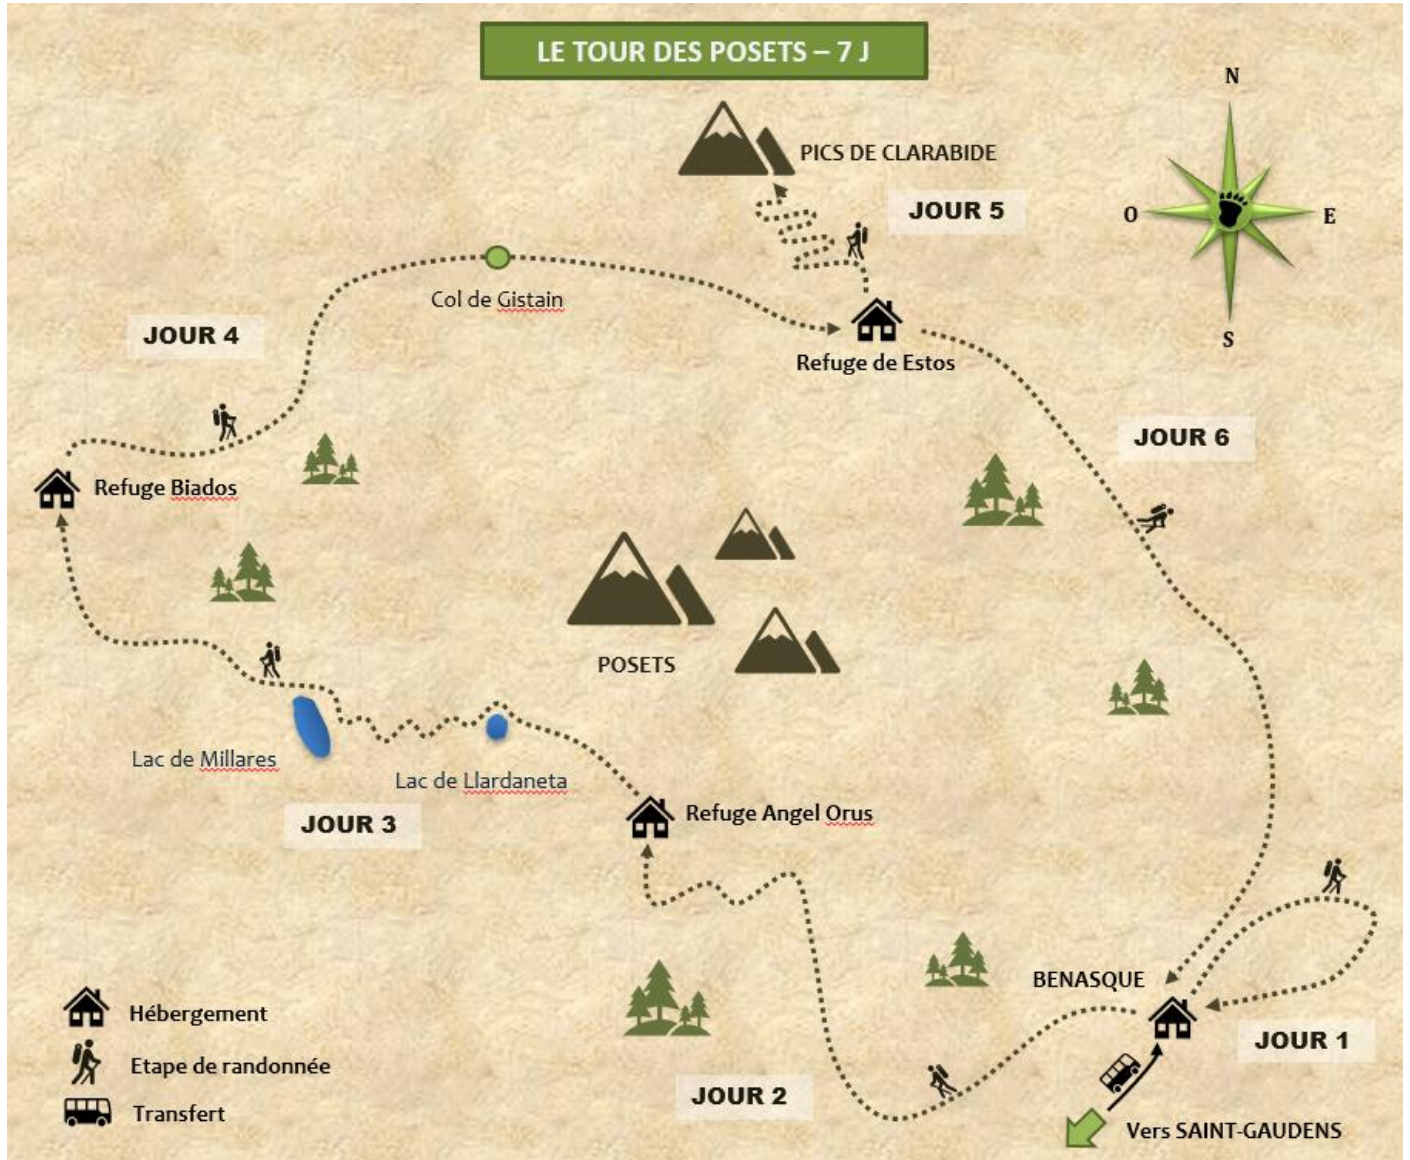 LE TOUR DES POSETS – 7 J
N
PICS DE CLARABIDE
JOUR 5
O
E
Col de Gistain
JOUR 4
S
Refuge de Estos
JOUR 6
Refuge Biados
POSETS
Lac de Millares
Lac de Llardaneta
JOUR 3
Refuge Angel Orus
BENASQUE
Hébergement
JOUR 1
Etape de randonnée
JOUR 2
Transfert
Vers SAINT-GAUDENS